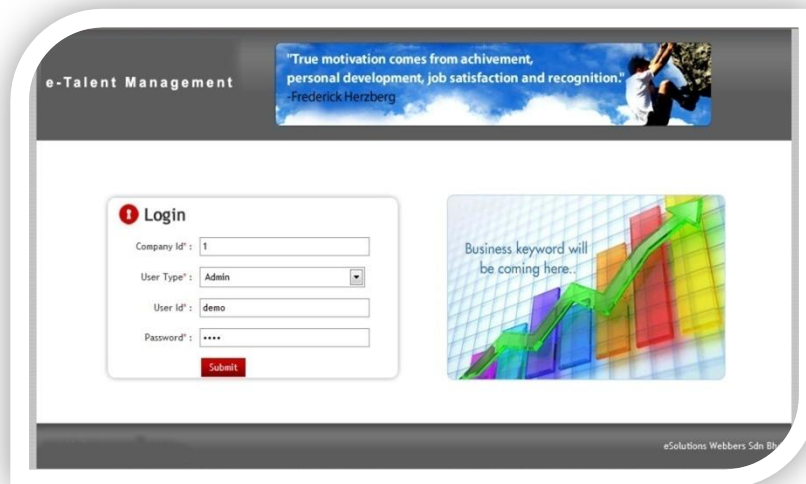 e-Talent Management
"True motivation comes from achivement,
personal development, job satisfaction and recognition."
-Frederick Herzberg
Login
Company Id* : 1
User Type* : Admin
User Id* : demo
Password* : ••••
Submit
Business keyword will
be coming here..
eSolutions Webbers Sdn Bh